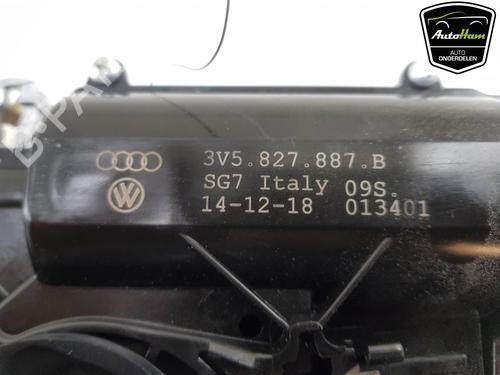 AutoHam
AUTO
ONDERDELEN
3V5.827.887.B
SG7 Italy 09S.
14-12-18 013401